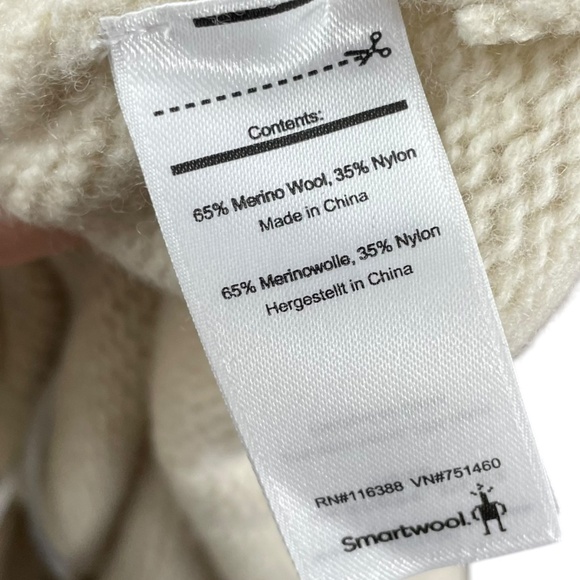 Contents:
65% Merino Wool, 35% Nylon
Made in China
65% Merinowolle, 35% Nylon
Hergestellt in China
RN#116388 VN#751460
Smartwool.